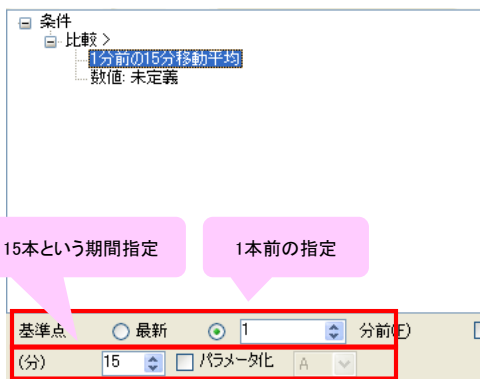 条件
比較 >
1分前の15分移動平均
数値: 未定義
15本という期間指定
1本前の指定
基準点 最新 1 分前(F)
(分) 15 パラメータ化 A